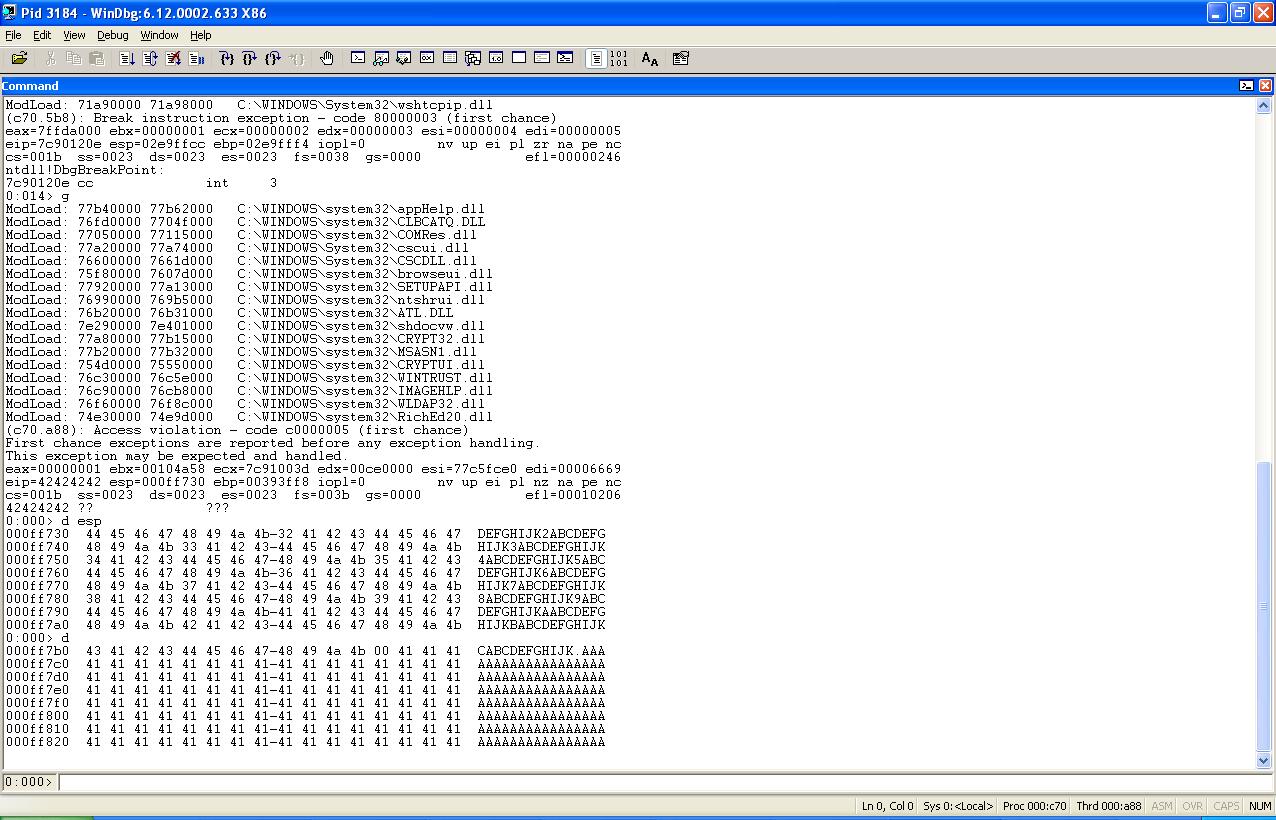 Pid 3184 - WinDbg:6.12.0002.633 X86
File Edit View Debug Window Help
Command
ModLoad: 71a90000 71a98000   C:\WINDOWS\System32\wshtcpip.dll
(c70.5b8): Break instruction exception - code 80000003 (first chance)
eax=7ffda000 ebx=00000001 ecx=00000002 edx=00000003 esi=00000004 edi=00000005
eip=7c90120e esp=02e9ffcc ebp=02e9fff4 iopl=0         nv up ei pl zr na pe nc
cs=001b  ss=0023  ds=0023  es=0023  fs=0038  gs=0000             efl=00000246
ntdll!DbgBreakPoint:
7c90120e cc              int     3
0:014> g
ModLoad: 77b40000 77b62000   C:\WINDOWS\system32\appHelp.dll
ModLoad: 76fd0000 7704f000   C:\WINDOWS\system32\CLBCATQ.DLL
ModLoad: 77050000 77115000   C:\WINDOWS\system32\COMRes.dll
ModLoad: 77a20000 77a74000   C:\WINDOWS\system32\cscui.dll
ModLoad: 76600000 7661d000   C:\WINDOWS\system32\CSCDLL.dll
ModLoad: 75f80000 7607d000   C:\WINDOWS\system32\browseui.dll
ModLoad: 77920000 77a13000   C:\WINDOWS\system32\SETUPAPI.dll
ModLoad: 76990000 769b5000   C:\WINDOWS\system32\ntshrui.dll
ModLoad: 76b20000 76b31000   C:\WINDOWS\system32\ATL.DLL
ModLoad: 7e290000 7e401000   C:\WINDOWS\system32\shdocvw.dll
ModLoad: 77a80000 77b15000   C:\WINDOWS\system32\CRYPT32.dll
ModLoad: 77b20000 77b32000   C:\WINDOWS\system32\MSASN1.dll
ModLoad: 754d0000 75550000   C:\WINDOWS\system32\CRYPTUI.dll
ModLoad: 76c30000 76c5e000   C:\WINDOWS\system32\WINTRUST.dll
ModLoad: 76c90000 76cb8000   C:\WINDOWS\system32\IMAGEHLP.dll
ModLoad: 76f60000 76f8c000   C:\WINDOWS\system32\WLDAP32.dll
ModLoad: 74e30000 74e9d000   C:\WINDOWS\system32\RichEd20.dll
(c70.a88): Access violation - code c0000005 (first chance)
First chance exceptions are reported before any exception handling.
This exception may be expected and handled.
eax=00000001 ebx=00104a58 ecx=7c91003d edx=00ce0000 esi=77c5fce0 edi=00006669
eip=42424242 esp=000ff730 ebp=00393ff8 iopl=0         nv up ei pl nz na pe nc
cs=001b  ss=0023  ds=0023  es=0023  fs=003b  gs=0000             efl=00010206
42424242 ??              ???
0:000> d esp
000ff730  44 45 46 47 48 49 4a 4b-32 41 42 43 44 45 46 47  DEFGHIJK2ABCDEFG
000ff740  48 49 4a 4b 33 41 42 43-44 45 46 47 48 49 4a 4b  HIJK3ABCDEFGHIJK
000ff750  34 41 42 43 44 45 46 47-48 49 4a 4b 35 41 42 43  4ABCDEFGHIJK5ABC
000ff760  44 45 46 47 48 49 4a 4b-36 41 42 43 44 45 46 47  DEFGHIJK6ABCDEFG
000ff770  48 49 4a 4b 37 41 42 43-44 45 46 47 48 49 4a 4b  HIJK7ABCDEFGHIJK
000ff780  38 41 42 43 44 45 46 47-48 49 4a 4b 39 41 42 43  8ABCDEFGHIJK9ABC
000ff790  44 45 46 47 48 49 4a 4b-41 41 42 43 44 45 46 47  DEFGHIJKAABCDEFG
000ff7a0  48 49 4a 4b 42 41 42 43-44 45 46 47 48 49 4a 4b  HIJKBABCDEFGHIJK
0:000> d
000ff7b0  43 41 42 43 44 45 46 47-48 49 4a 4b 00 41 41 41  CABCDEFGHIJK.AAA
000ff7c0  41 41 41 41 41 41 41 41-41 41 41 41 41 41 41 41  AAAAAAAAAAAAAAAA
000ff7d0  41 41 41 41 41 41 41 41-41 41 41 41 41 41 41 41  AAAAAAAAAAAAAAAA
000ff7e0  41 41 41 41 41 41 41 41-41 41 41 41 41 41 41 41  AAAAAAAAAAAAAAAA
000ff7f0  41 41 41 41 41 41 41 41-41 41 41 41 41 41 41 41  AAAAAAAAAAAAAAAA
000ff800  41 41 41 41 41 41 41 41-41 41 41 41 41 41 41 41  AAAAAAAAAAAAAAAA
000ff810  41 41 41 41 41 41 41 41-41 41 41 41 41 41 41 41  AAAAAAAAAAAAAAAA
000ff820  41 41 41 41 41 41 41 41-41 41 41 41 41 41 41 41  AAAAAAAAAAAAAAAA
0:000>
Ln 0, Col 0 Sys 0:<Local> Proc 000:c70 Thrd 000:a88 ASM OVR CAPS NUM